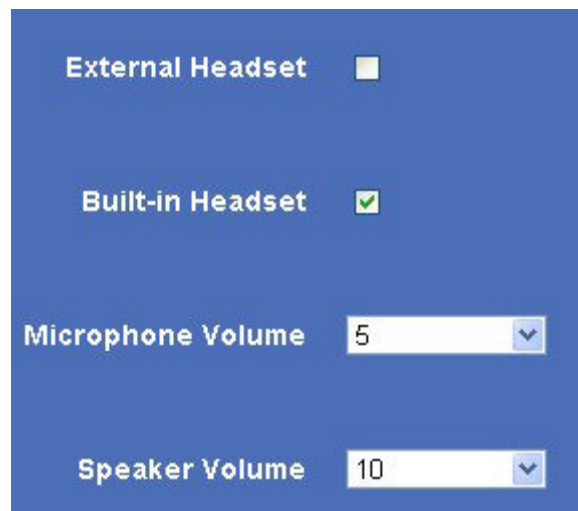 External Headset
Built-in Headset
Microphone Volume 5
Speaker Volume 10